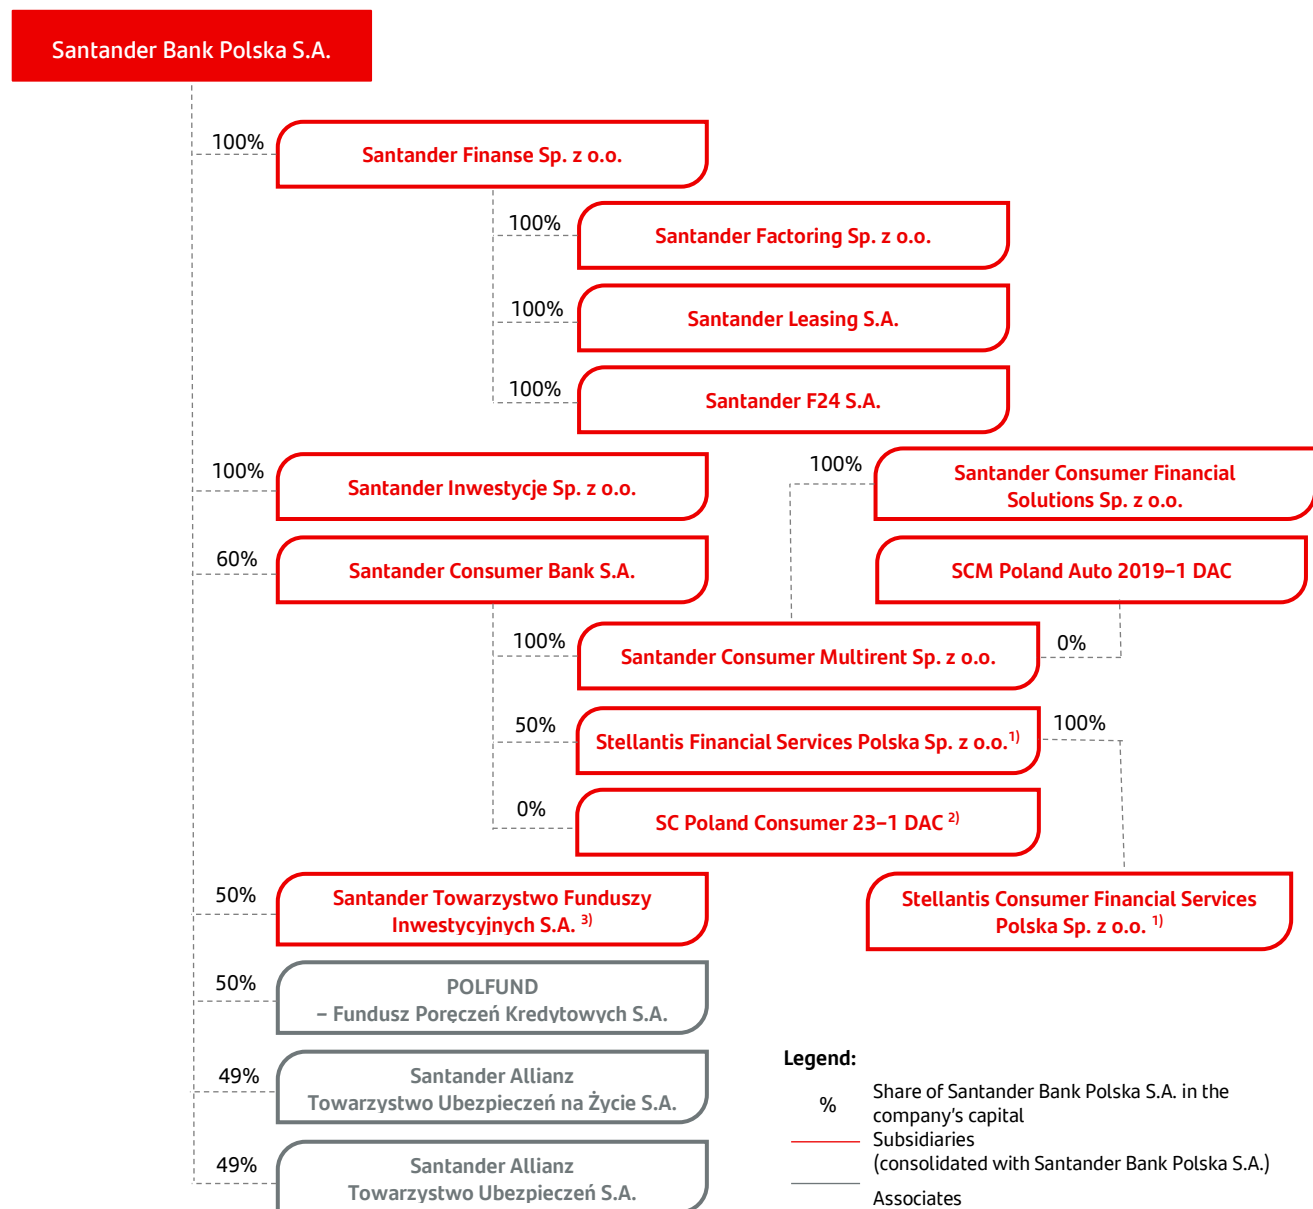 Santander Bank Polska S.A.
100%
Santander Finanse Sp. z o.o.
100%
Santander Factoring Sp. z o.o.
100%
Santander Leasing S.A.
100%
Santander F24 S.A.
100%
Santander Inwestycje Sp. z o.o.
100%
Santander Consumer Financial
Solutions Sp. z o.o.
60%
Santander Consumer Bank S.A.
SCM Poland Auto 2019–1 DAC
100%
Santander Consumer Multirent Sp. z o.o.
0%
50%
Stellantis Financial Services Polska Sp. z o.o.1)
100%
0%
SC Poland Consumer 23–1 DAC 2)
50%
Santander Towarzystwo Funduszy
Inwestycyjnych S.A. 3)
Stellantis Consumer Financial Services
Polska Sp. z o.o. 1)
50%
POLFUND
– Fundusz Poręczeń Kredytowych S.A.
49%
Santander Allianz
Towarzystwo Ubezpieczeń na Życie S.A.
49%
Santander Allianz
Towarzystwo Ubezpieczeń S.A.
Legend:
%
Share of Santander Bank Polska S.A. in the
company's capital
Subsidiaries
(consolidated with Santander Bank Polska S.A.)
Associates